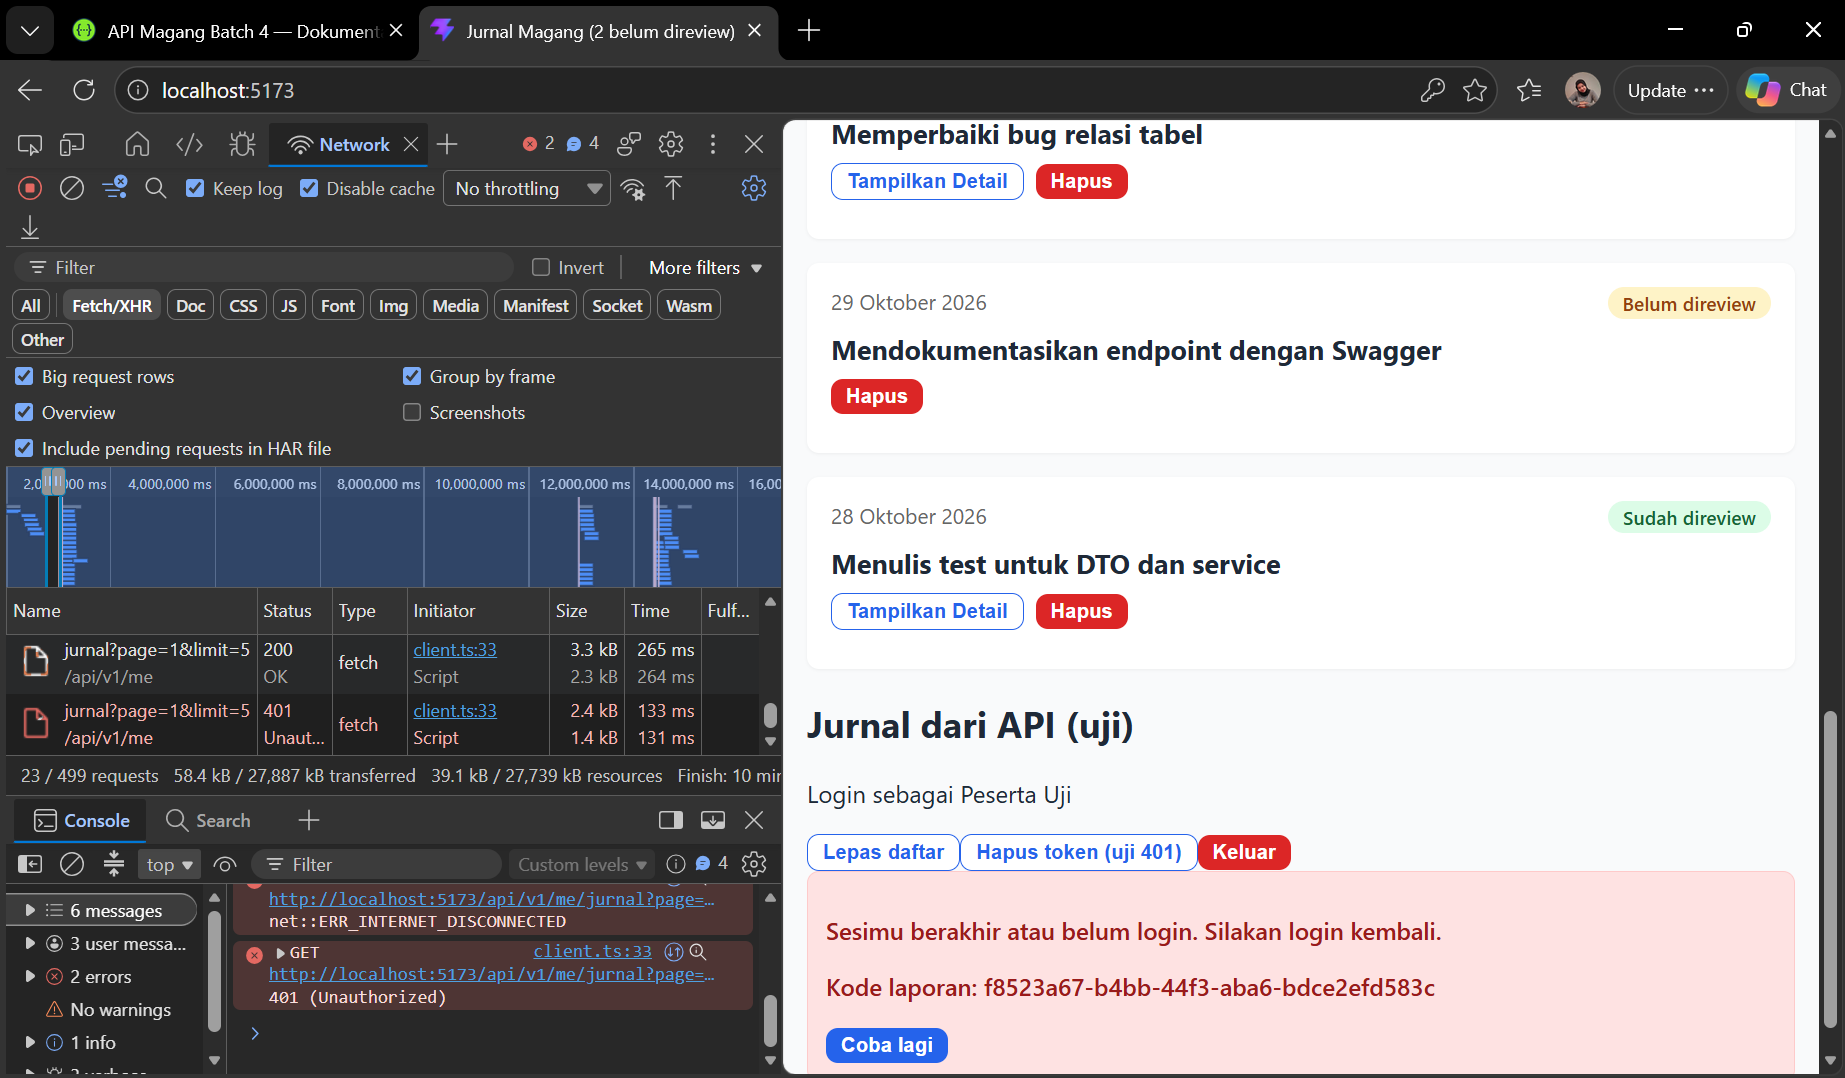 API Magang Batch 4 — Dokument
Jurnal Magang (2 belum direview)
localhost:5173
Update
Chat
Network
2
4
Keep log
Disable cache
No throttling
Filter
Invert
More filters
All
Fetch/XHR
Doc
CSS
JS
Font
Img
Media
Manifest
Socket
Wasm
Other
Big request rows
Group by frame
Overview
Screenshots
Include pending requests in HAR file
4,000,000 ms
6,000,000 ms
8,000,000 ms
10,000,000 ms
12,000,000 ms
14,000,000 ms
16,00
Name
Status
Type
Initiator
Size
Time
Fulf...
jurnal?page=1&limit=5
200
fetch
client.ts:33
3.3 kB
265 ms
/api/v1/me
OK
Script
2.3 kB
264 ms
jurnal?page=1&limit=5
401
fetch
client.ts:33
2.4 kB
133 ms
/api/v1/me
Unaut...
Script
1.4 kB
131 ms
23 / 499 requests
58.4 kB / 27,887 kB transferred
39.1 kB / 27,739 kB resources
Finish: 10 mi
Console
Search
top
Filter
Custom levels
4
6 messages
3 user messa...
2 errors
No warnings
1 info
http://localhost:5173/api/v1/me/jurnal?page=…
net::ERR_INTERNET_DISCONNECTED
GET
client.ts:33
http://localhost:5173/api/v1/me/jurnal?page=…
401 (Unauthorized)
Memperbaiki bug relasi tabel
Tampilkan Detail
Hapus
29 Oktober 2026
Belum direview
Mendokumentasikan endpoint dengan Swagger
Hapus
28 Oktober 2026
Sudah direview
Menulis test untuk DTO dan service
Tampilkan Detail
Hapus
Jurnal dari API (uji)
Login sebagai Peserta Uji
Lepas daftar
Hapus token (uji 401)
Keluar
Sesimu berakhir atau belum login. Silakan login kembali.
Kode laporan: f8523a67-b4bb-44f3-aba6-bdce2efd583c
Coba lagi